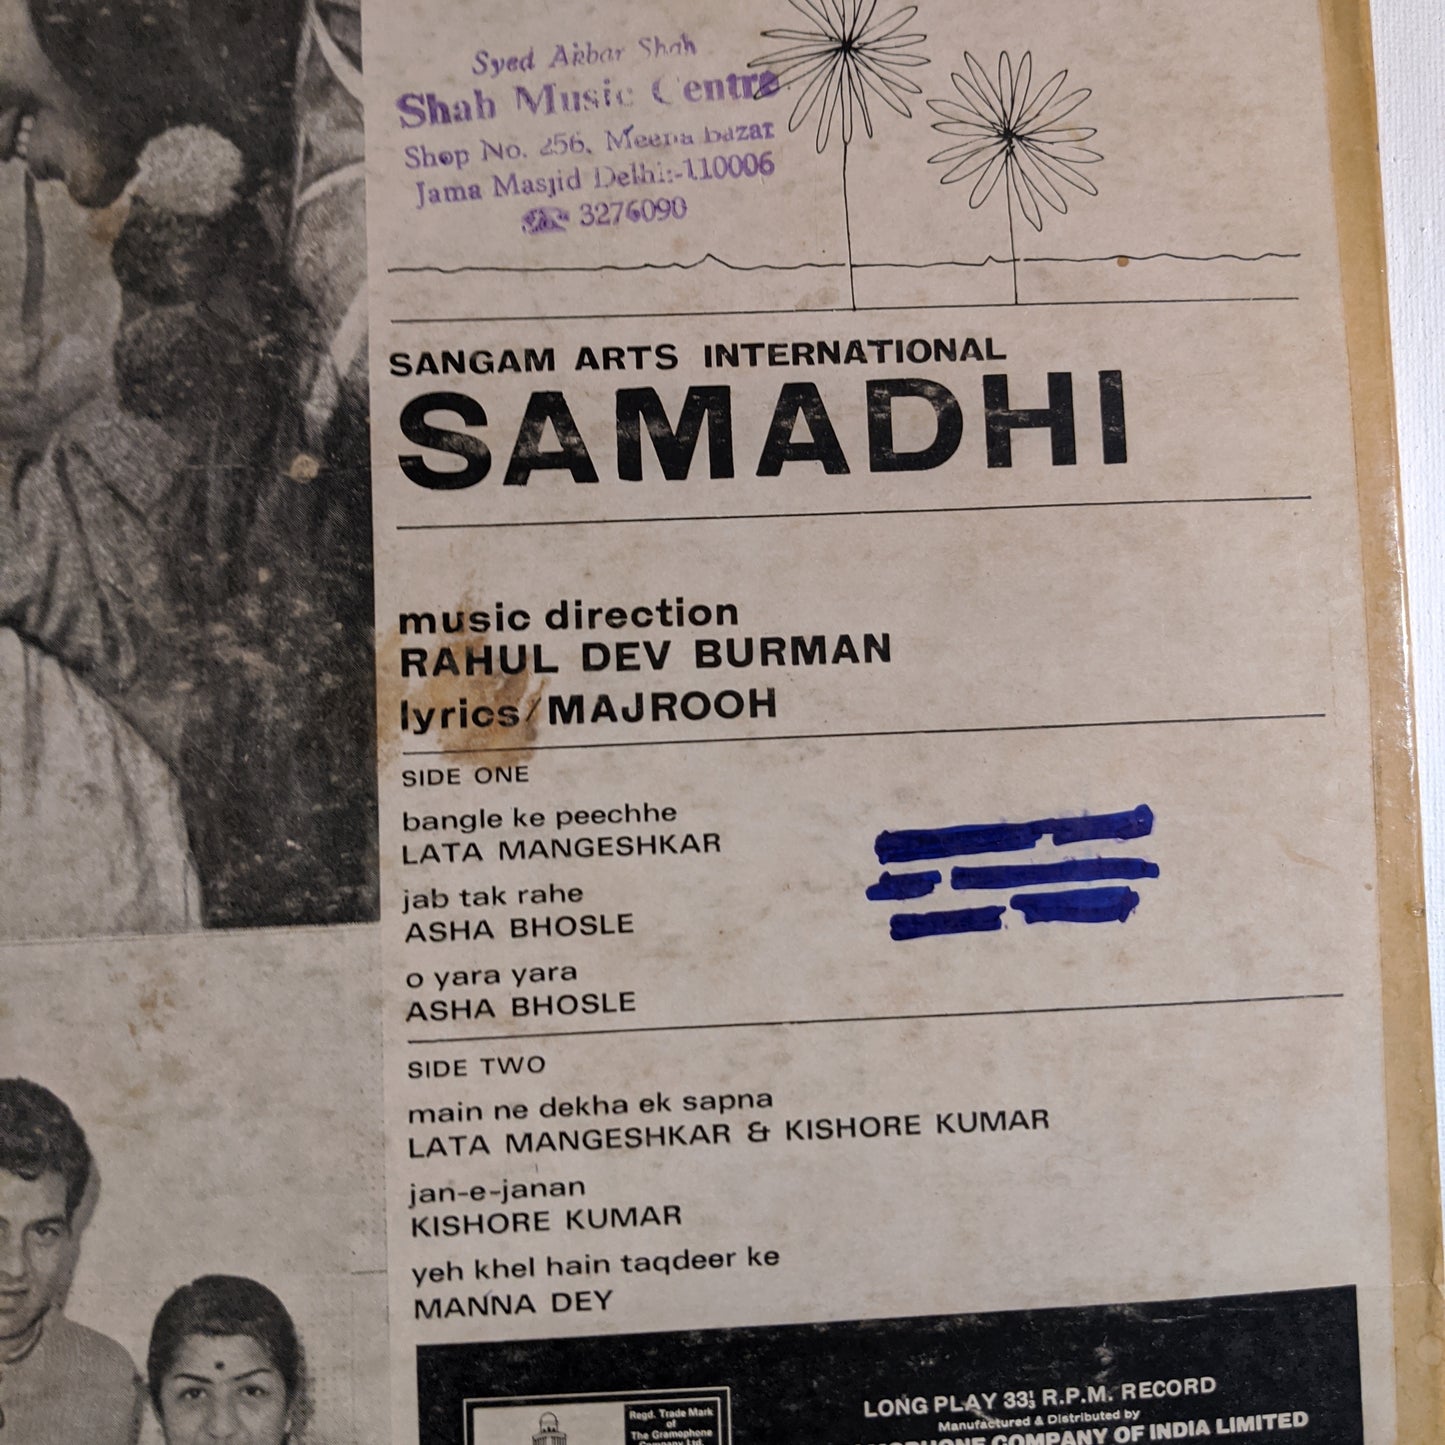 Syed Akbar Shah
Shah Music Centre
Shop No. 256, Meena bazar
Jama Masjid Delhi:-110006
☎ 3276090
SANGAM ARTS INTERNATIONAL
SAMADHI
music direction
RAHUL DEV BURMAN
lyrics/MAJROOH
SIDE ONE
bangle ke peechhe
LATA MANGESHKAR
jab tak rahe
ASHA BHOSLE
o yara yara
ASHA BHOSLE
SIDE TWO
main ne dekha ek sapna
LATA MANGESHKAR & KISHORE KUMAR
jan-e-janan
KISHORE KUMAR
yeh khel hain taqdeer ke
MANNA DEY
LONG PLAY 33⅓ R.P.M. RECORD
Manufactured & Distributed by
COMPANY OF INDIA LIMITED
Regd. Trade Mark
of
The Gramophone
Company Ltd.